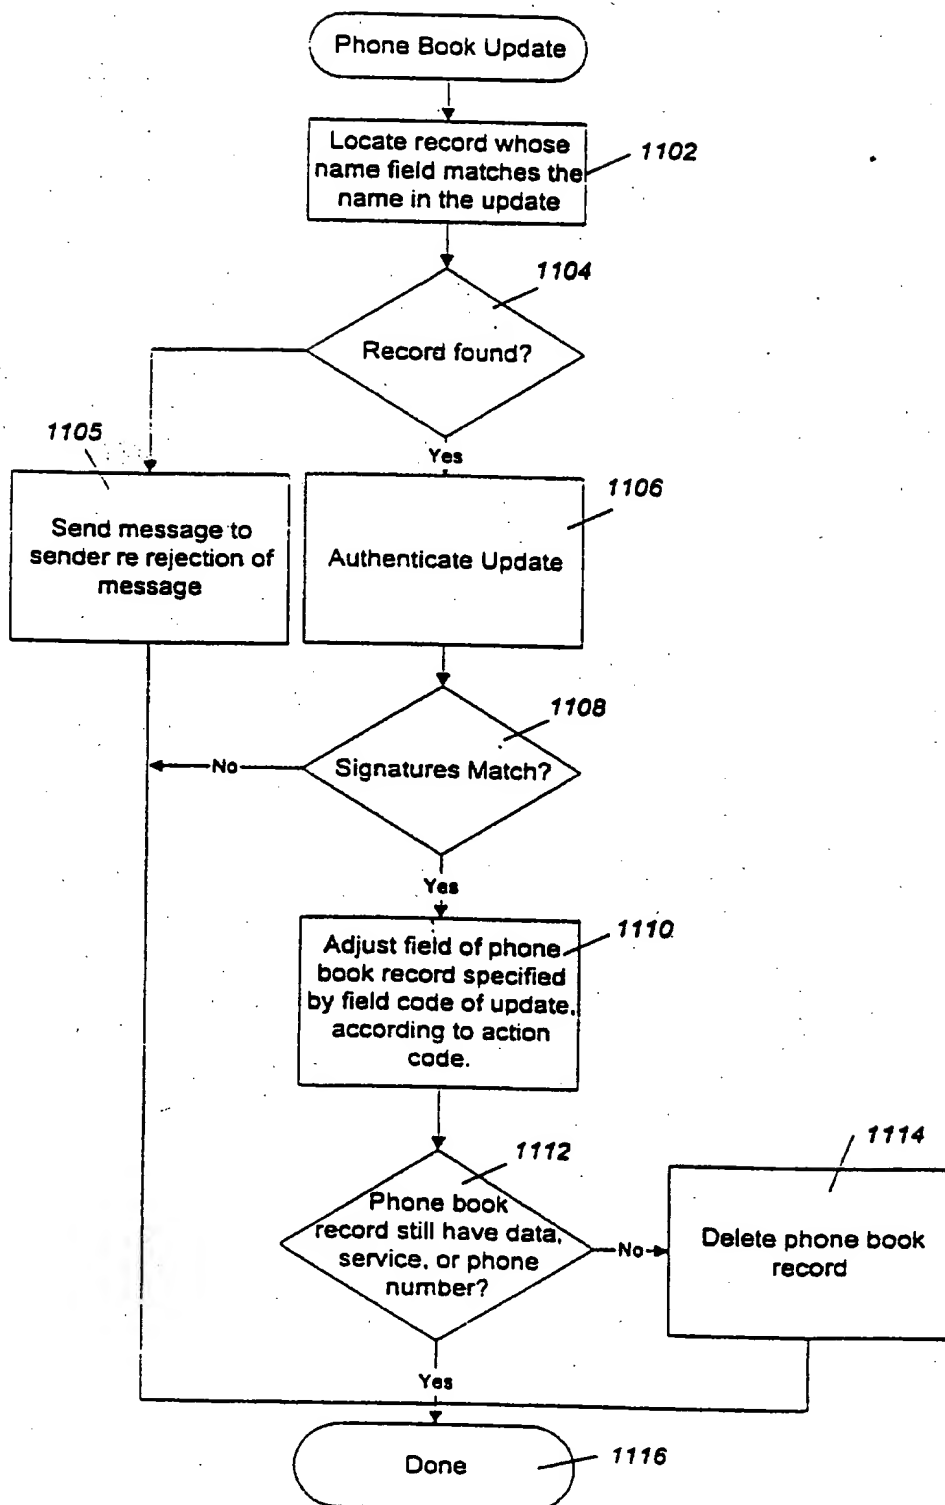 Phone Book Update
Locate record whose
name field matches the
name in the update
1102
1104
Record found?
1105
Yes
1106
Send message to
sender re rejection of
message
Authenticate Update
1108
No
Signatures Match?
Yes
1110
Adjust field of phone
book record specified
by field code of update,
according to action
code.
1112
1114
Phone book
record still have data,
service, or phone
number?
No
Delete phone book
record
Yes
Done
1116